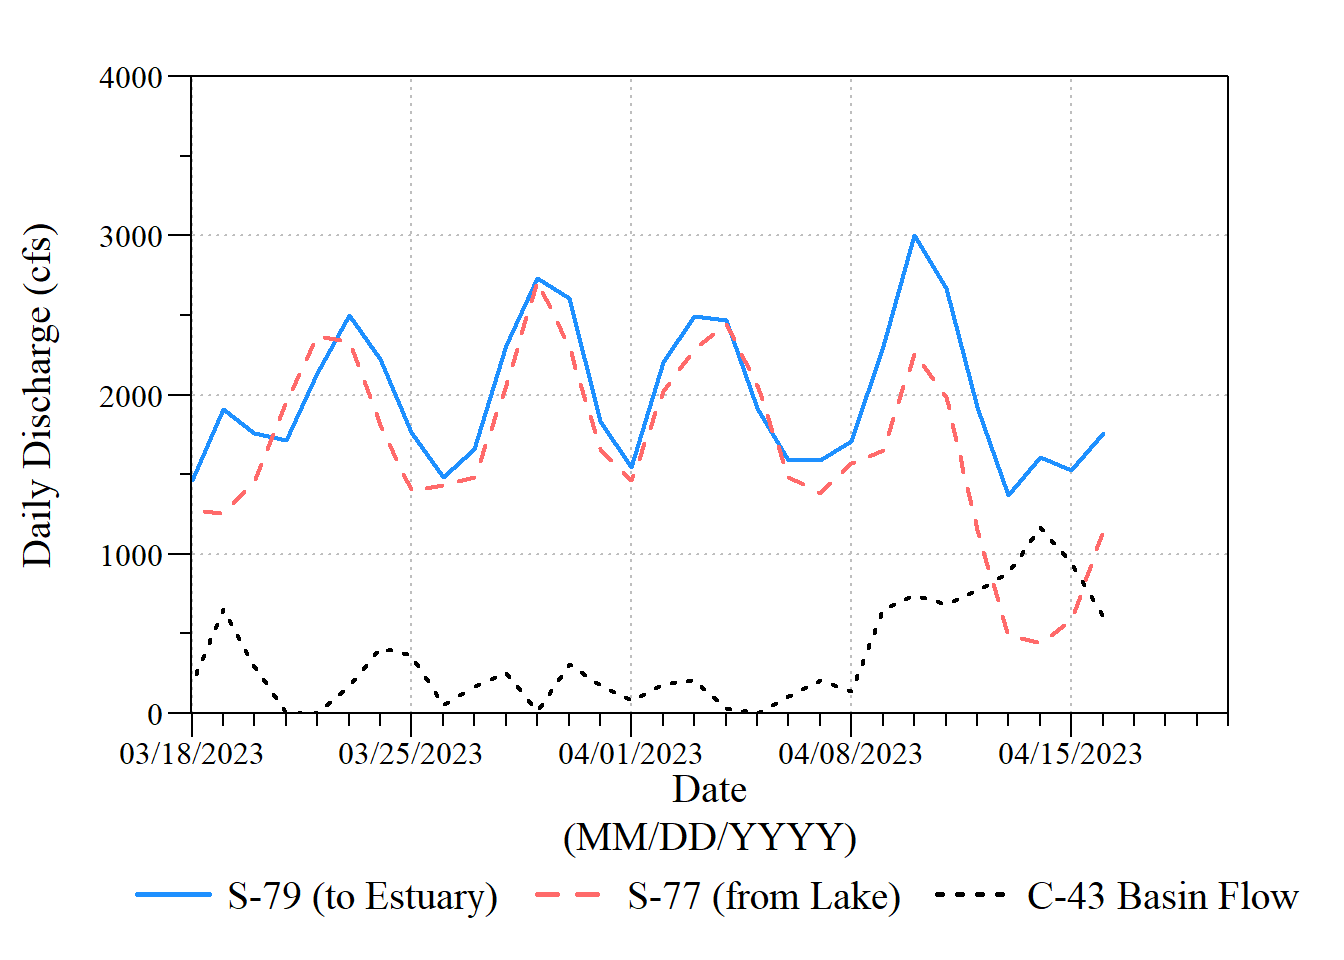 4000
3000
2000
1000
0
Daily Discharge (cfs)
03/18/2023 03/25/2023 04/01/2023 04/08/2023 04/15/2023
Date
(MM/DD/YYYY)
S-79 (to Estuary) S-77 (from Lake) C-43 Basin Flow